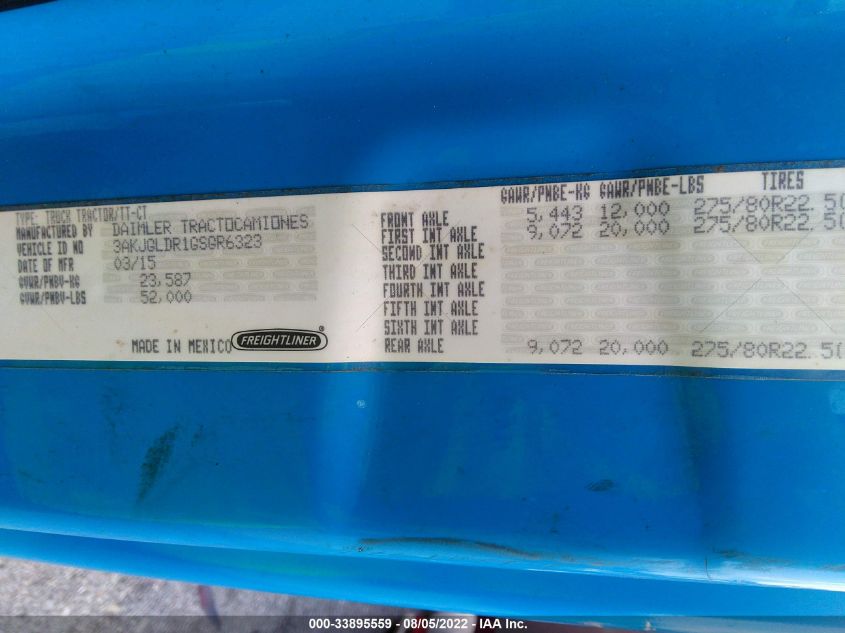 TYPE: TRUCK TRACTOR/TT-CT
MANUFACTURED BY DAIMLER TRACTOCAMIONES
VEHICLE ID NO 3AKJGLDR1GSGR6323
DATE OF MFR 03/15
GVWR/PNBV-KG 23,587
GVWR/PNBV-LBS 52,000
MADE IN MEXICO FREIGHTLINER®
GAWR/PNBE-KG GAWR/PNBE-LBS TIRES
FRONT AXLE 5,443 12,000 275/80R22.5(
FIRST INT AXLE 9,072 20,000 275/80R22.5(
SECOND INT AXLE
THIRD INT AXLE
FOURTH INT AXLE
FIFTH INT AXLE
SIXTH INT AXLE
REAR AXLE 9,072 20,000 275/80R22.5(
000-33895559 - 08/05/2022 - IAA Inc.